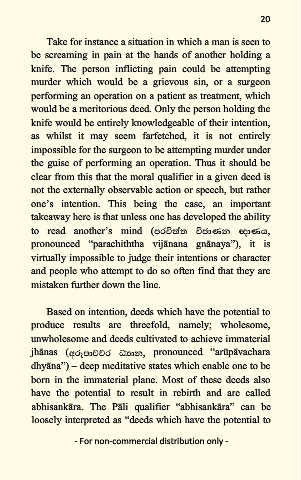 20
Take for instance a situation in which a man is seen to
be screaming in pain at the hands of another holding a
knife. The person inflicting pain could be attempting
murder which would be a grievous sin, or a surgeon
performing an operation on a patient as treatment, which
would be a meritorious deed. Only the person holding the
knife would be entirely knowledgeable of their intention,
as whilst it may seem farfetched, it is not entirely
impossible for the surgeon to be attempting murder under
the guise of performing an operation. Thus it should be
clear from this that the moral qualifier in a given deed is
not the externally observable action or speech, but rather
one's intention. This being the case, an important
takeaway here is that unless one has developed the ability
to read another's mind (පරචිත්ත විජානන ඥාණය,
pronounced “parachiththa vijānana gnānaya”), it is
virtually impossible to judge their intentions or character
and people who attempt to do so often find that they are
mistaken further down the line.
Based on intention, deeds which have the potential to
produce results are threefold, namely; wholesome,
unwholesome and deeds cultivated to achieve immaterial
jhānas (අරූපාවචර ධ්‍යාන, pronounced “arūpāvachara
dhyāna”) – deep meditative states which enable one to be
born in the immaterial plane. Most of these deeds also
have the potential to result in rebirth and are called
abhisankāra. The Pāli qualifier “abhisankāra” can be
loosely interpreted as “deeds which have the potential to
- For non-commercial distribution only -